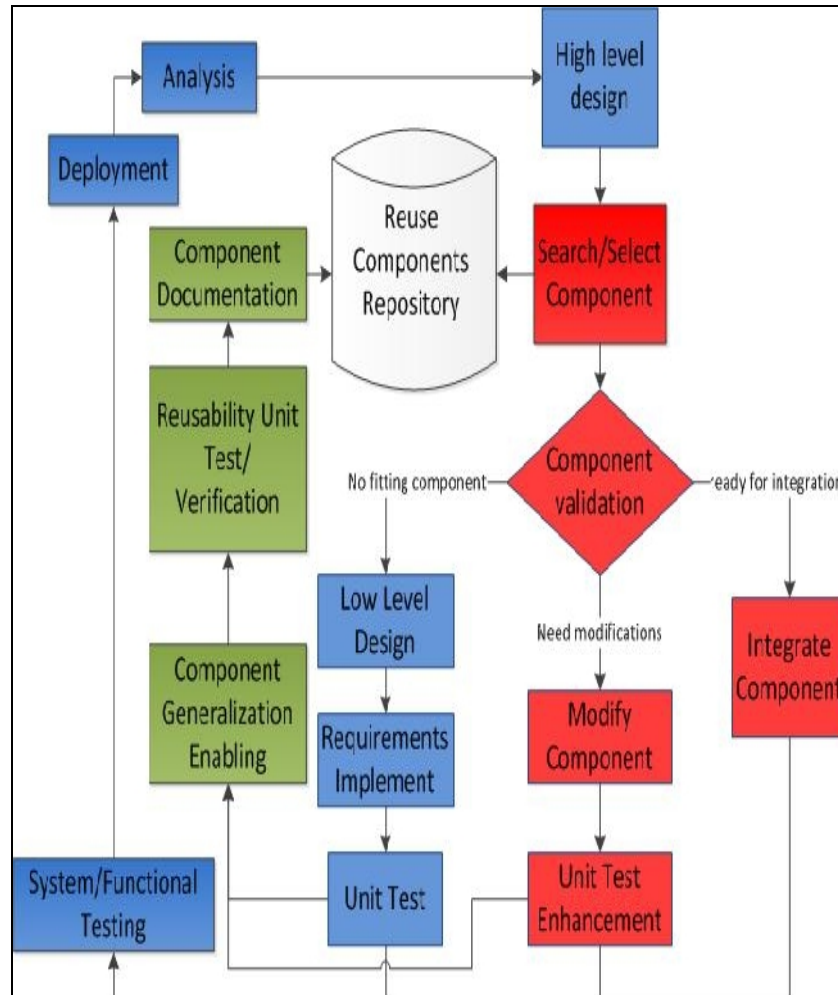 Analysis
High level
design
Deployment
Reuse
Components
Repository
Component
Documentation
Search/Select
Component
Reusability Unit
Test/
Verification
Component
validation
No fitting component
eady for integration
Low Level
Design
Need modifications
Integrate
Component
Component
Generalization
Enabling
Requirements
Implement
Modify
Component
System/Functional
Testing
Unit Test
Unit Test
Enhancement